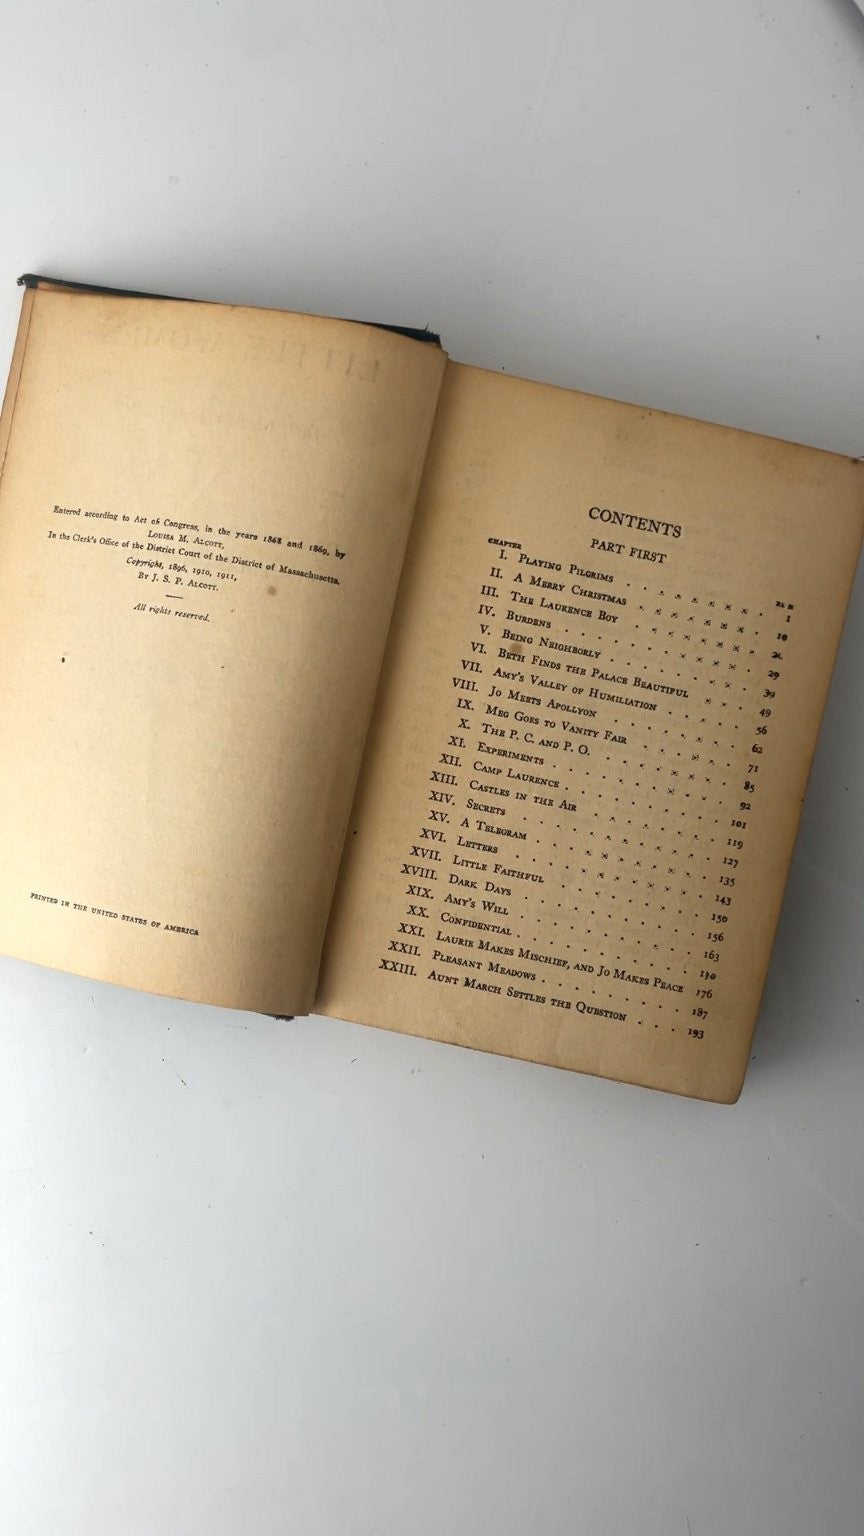 Entered according to Act of Congress, in the years 1868 and 1869, by
Louisa M. Alcott,
In the Clerk's Office of the District Court of the District of Massachusetts.
Copyright, 1896, 1910, 1911,
By J. S. P. Alcott.
All rights reserved.
PRINTED IN THE UNITED STATES OF AMERICA
CONTENTS
PART FIRST
CHAPTER
I. Playing Pilgrims . . . . . . . 1
II. A Merry Christmas . . . . . . . 10
III. The Laurence Boy . . . . . . .
IV. Burdens . . . . . . . . . 29
V. Being Neighborly . . . . . . . 39
VI. Beth Finds the Palace Beautiful . . . 49
VII. Amy's Valley of Humiliation . . . . . 56
VIII. Jo Meets Apollyon . . . . . . . 62
IX. Meg Goes to Vanity Fair . . . . . 71
X. The P. C. and P. O. . . . . . . . 85
XI. Experiments . . . . . . . . . 92
XII. Camp Laurence . . . . . . . . 101
XIII. Castles in the Air . . . . . . . 119
XIV. Secrets . . . . . . . . . 127
XV. A Telegram . . . . . . . . . 135
XVI. Letters . . . . . . . . . 143
XVII. Little Faithful . . . . . . . 150
XVIII. Dark Days . . . . . . . . . 156
XIX. Amy's Will . . . . . . . . . 163
XX. Confidential . . . . . . . . .
XXI. Laurie Makes Mischief, and Jo Makes Peace 176
XXII. Pleasant Meadows . . . . . . . . 187
XXIII. Aunt March Settles the Question . . . 193